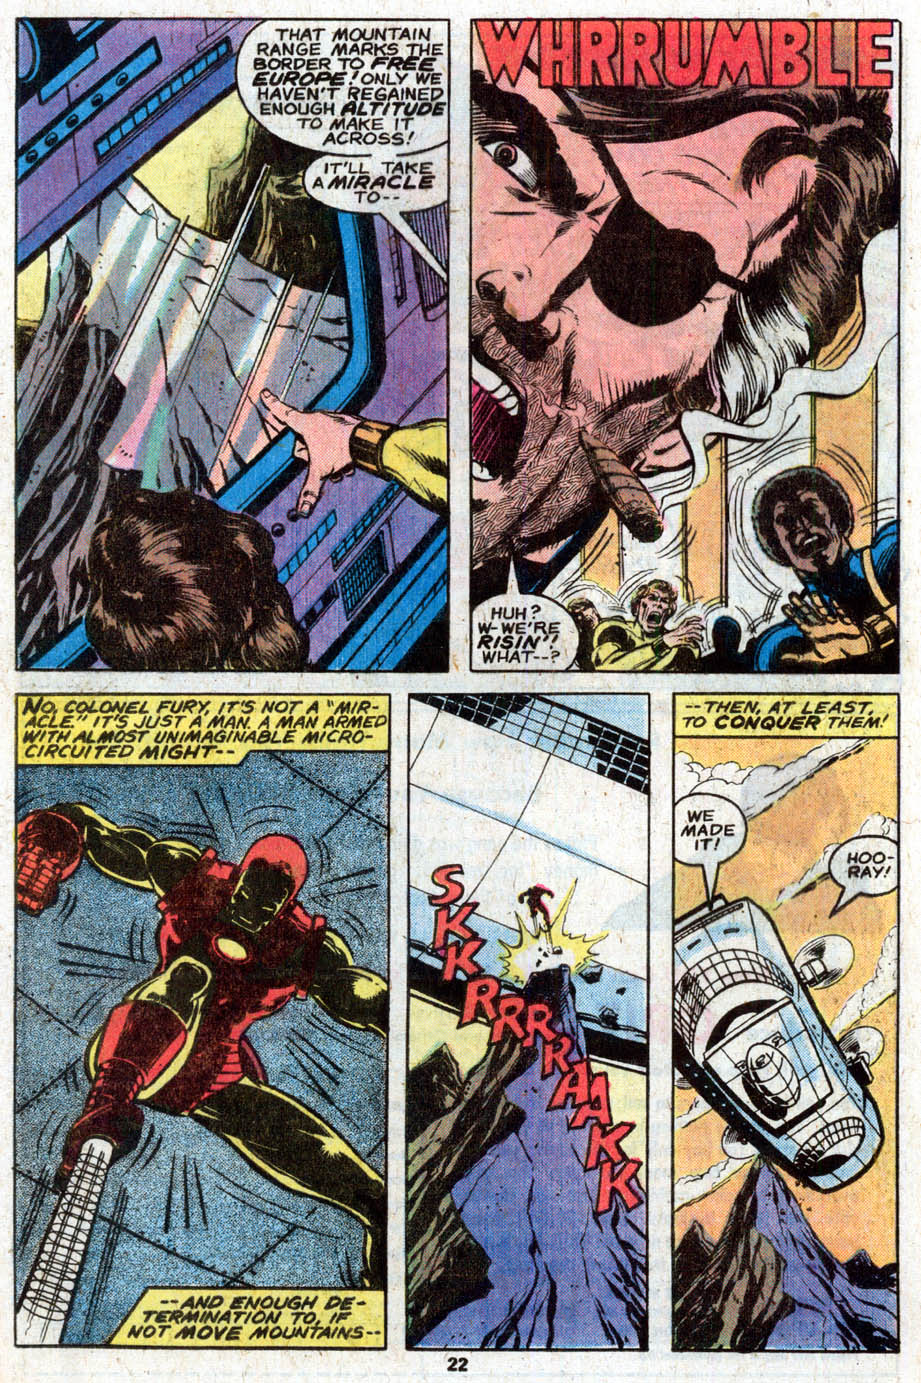 THAT MOUNTAIN
RANGE MARKS THE
BORDER TO FREE
EUROPE! ONLY WE
HAVEN'T REGAINED
ENOUGH ALTITUDE
TO MAKE IT
ACROSS!
IT'LL TAKE
A MIRACLE
TO--
WHRRUMBLE
HUH?
W-WE'RE
RISIN'!
WHAT--?
NO, COLONEL FURY, IT'S NOT A "MIR-
ACLE." IT'S JUST A MAN. A MAN ARMED
WITH ALMOST UNIMAGINABLE MICRO-
CIRCUITED MIGHT--
--AND ENOUGH DE-
TERMINATION TO, IF
NOT MOVE MOUNTAINS--
SKKRRRRAAKK
--THEN, AT LEAST,
TO CONQUER THEM!
WE
MADE
IT!
HOO-
RAY!
22